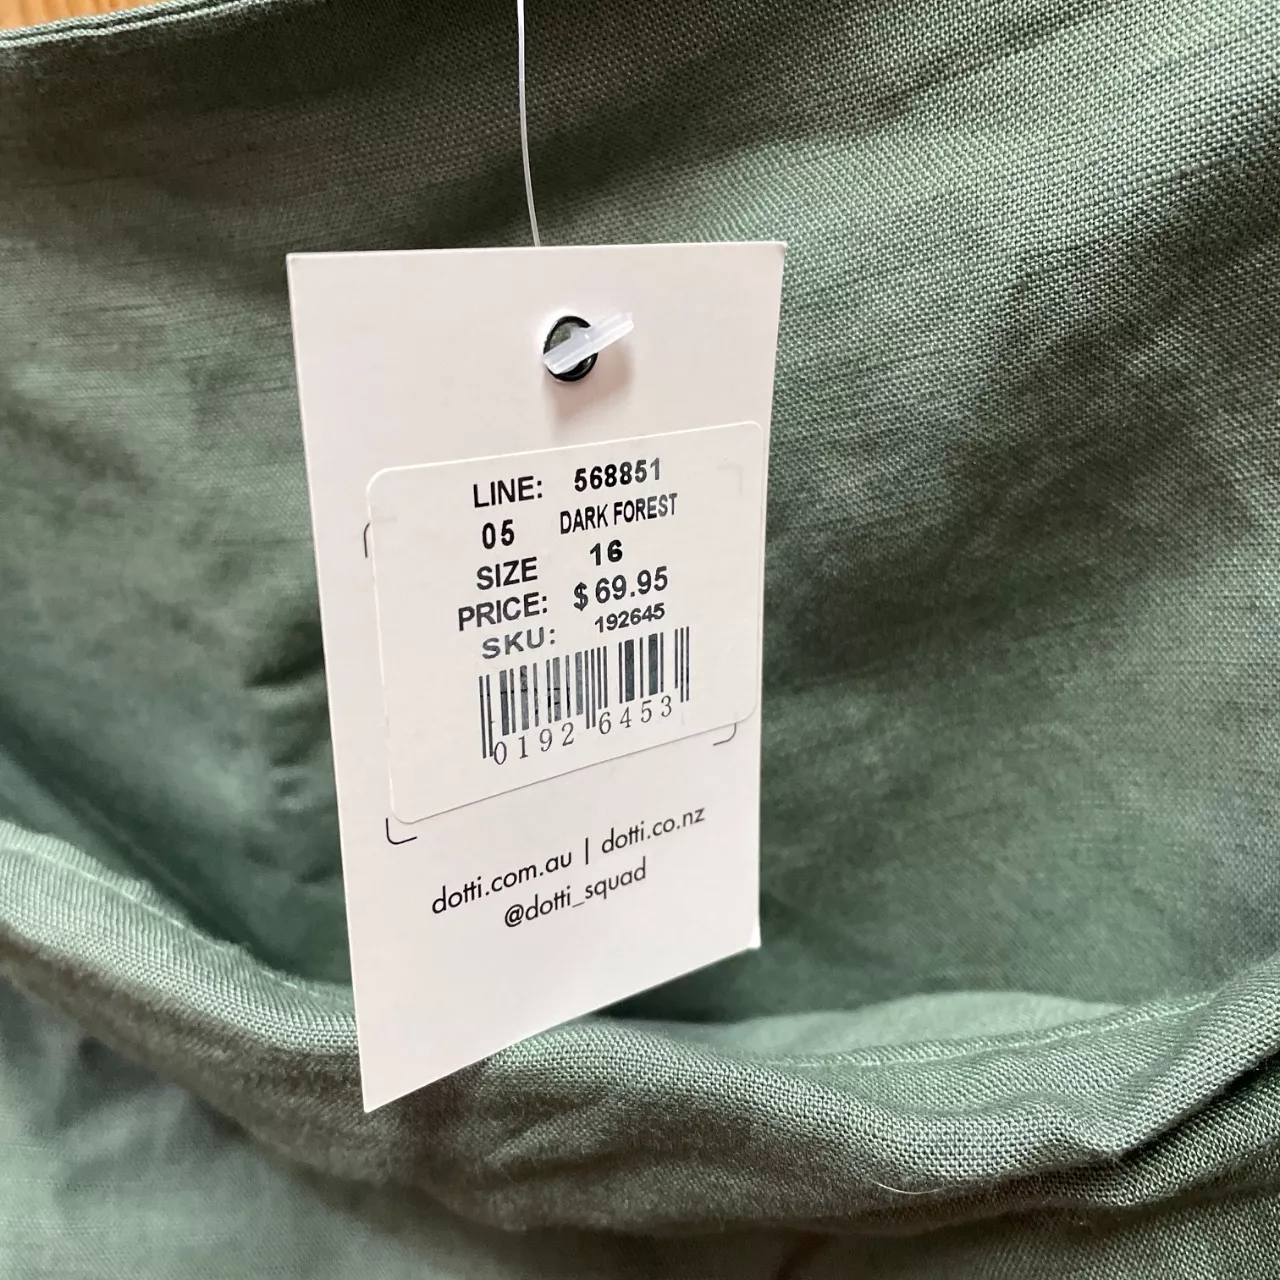 LINE: 568851
05 DARK FOREST
SIZE 16
PRICE: $69.95
SKU: 192645
0192 6453
dotti.com.au | dotti.co.nz
@dotti_squad